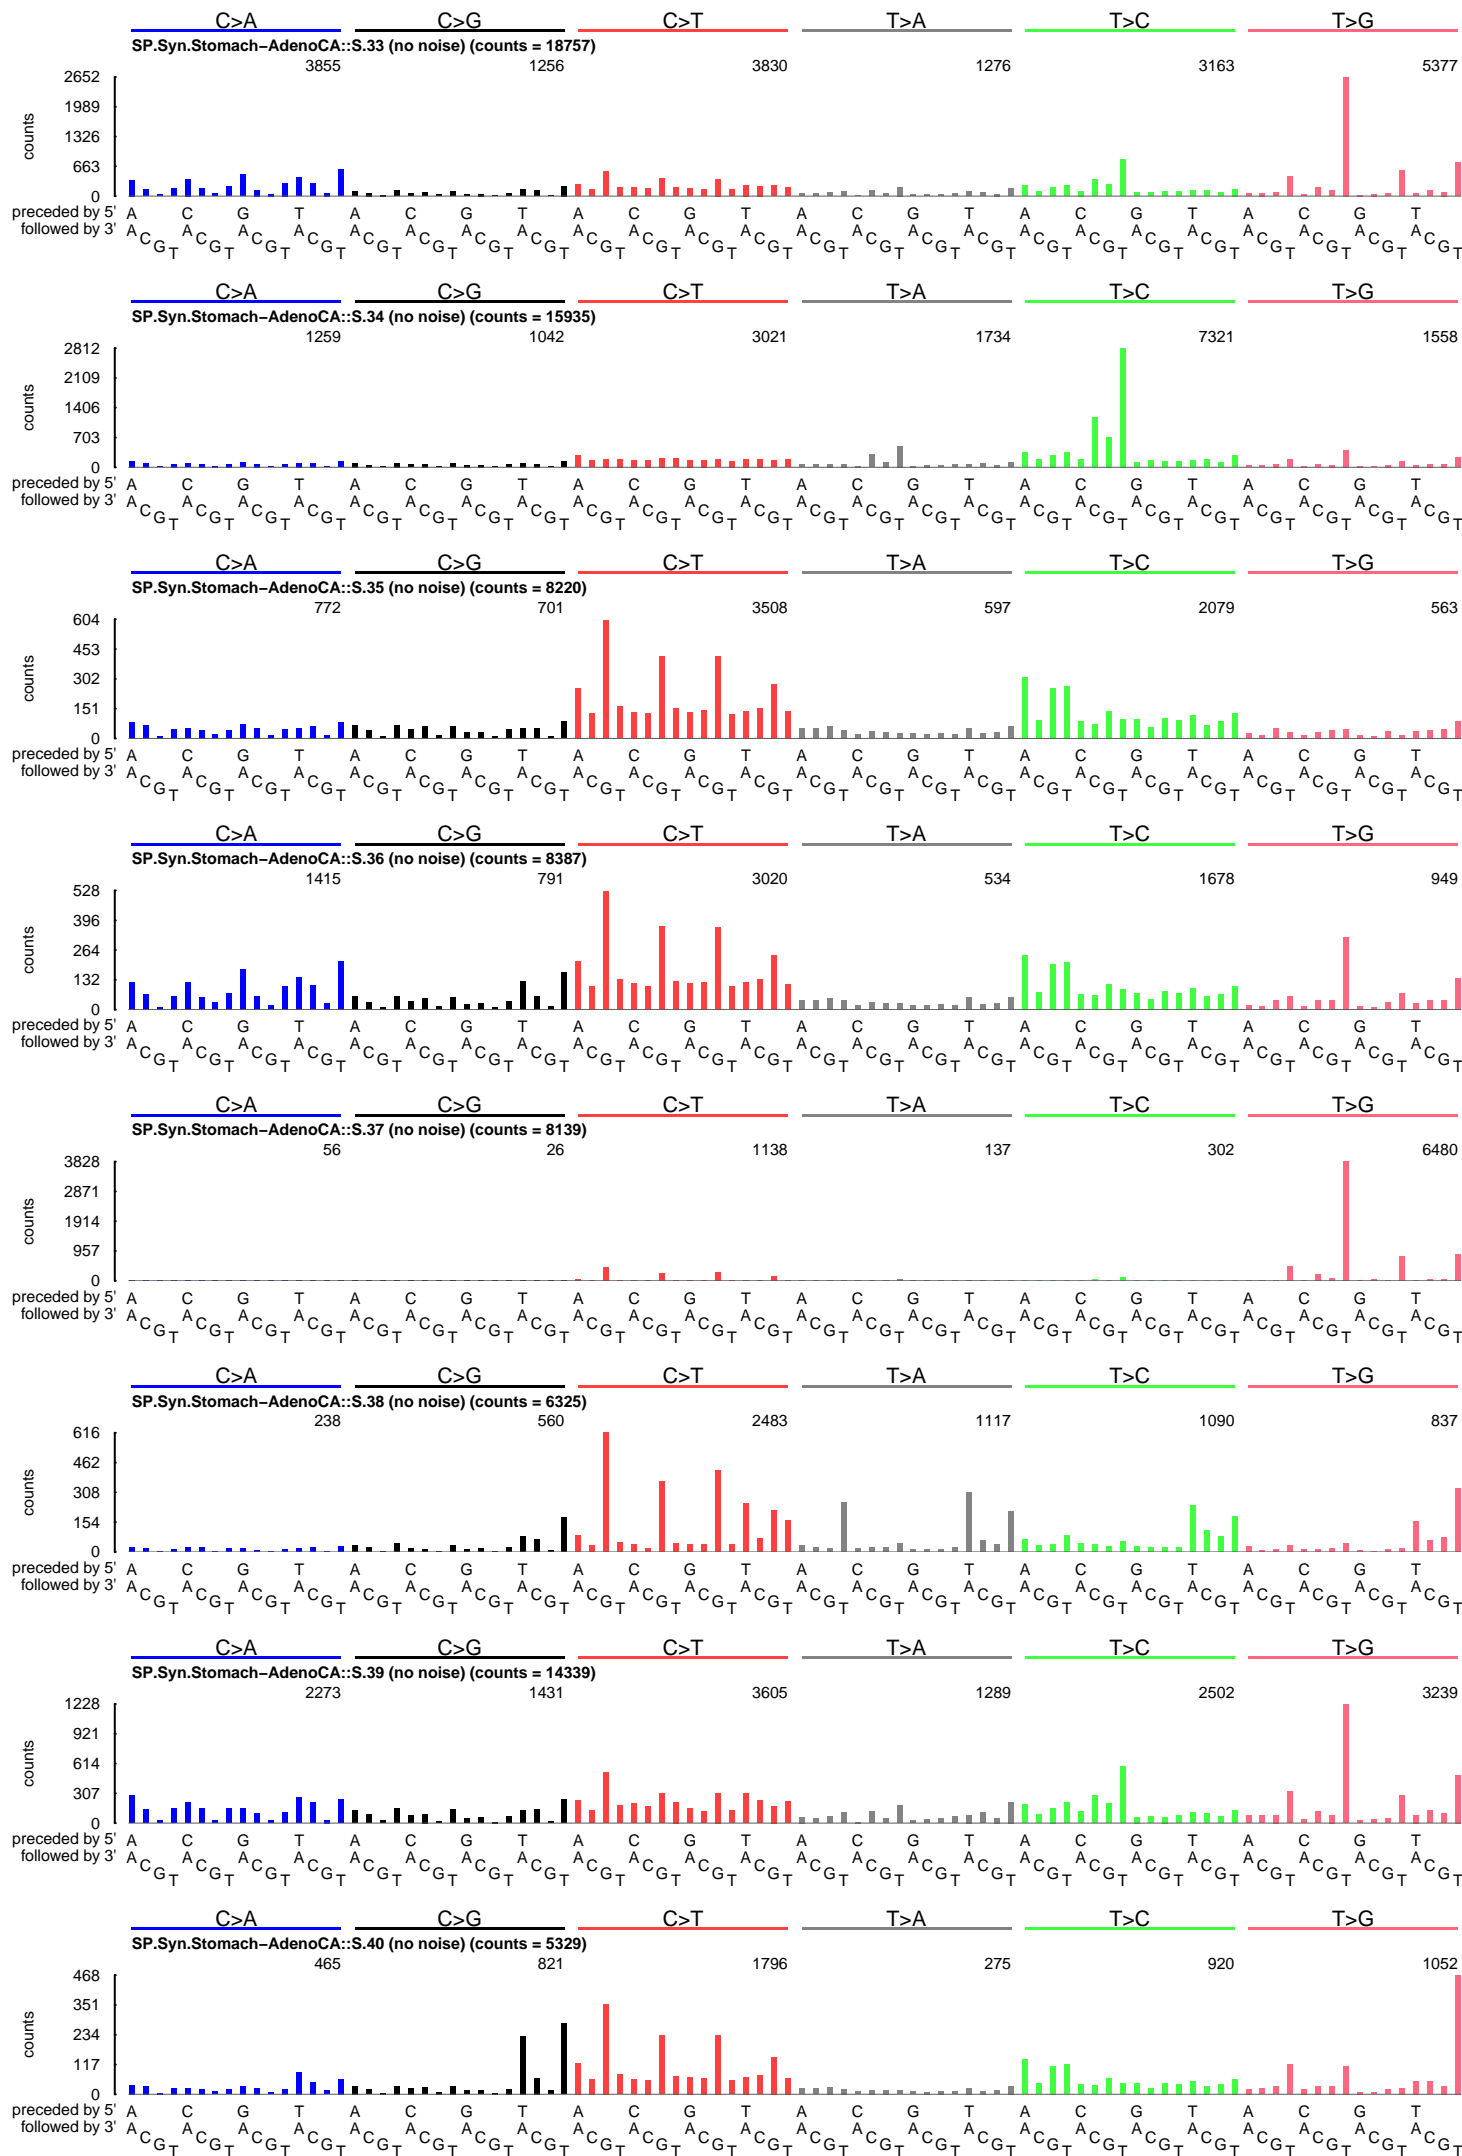 C>A C>G C>T T>A T>C T>G
SP.Syn.Stomach−AdenoCA::S.33 (no noise) (counts = 18757)
3855 1256 3830 1276 3163 5377
2652
1989
1326
663
0
counts
preceded by 5' A C G T A C G T A C G T A C G T A C G T A C G T
followed by 3' A C G T A C G T A C G T A C G T A C G T A C G T A C G T A C G T A C G T A C G T A C G T A C G T A C G T A C G T A C G T A C G T A C G T A C G T A C G T A C G T A C G T A C G T A C G T A C G T
C>A C>G C>T T>A T>C T>G
SP.Syn.Stomach−AdenoCA::S.34 (no noise) (counts = 15935)
1259 1042 3021 1734 7321 1558
2812
2109
1406
703
0
counts
preceded by 5' A C G T A C G T A C G T A C G T A C G T A C G T
followed by 3' A C G T A C G T A C G T A C G T A C G T A C G T A C G T A C G T A C G T A C G T A C G T A C G T A C G T A C G T A C G T A C G T A C G T A C G T A C G T A C G T A C G T A C G T A C G T A C G T
C>A C>G C>T T>A T>C T>G
SP.Syn.Stomach−AdenoCA::S.35 (no noise) (counts = 8220)
772 701 3508 597 2079 563
604
453
302
151
0
counts
preceded by 5' A C G T A C G T A C G T A C G T A C G T A C G T
followed by 3' A C G T A C G T A C G T A C G T A C G T A C G T A C G T A C G T A C G T A C G T A C G T A C G T A C G T A C G T A C G T A C G T A C G T A C G T A C G T A C G T A C G T A C G T A C G T A C G T
C>A C>G C>T T>A T>C T>G
SP.Syn.Stomach−AdenoCA::S.36 (no noise) (counts = 8387)
1415 791 3020 534 1678 949
528
396
264
132
0
counts
preceded by 5' A C G T A C G T A C G T A C G T A C G T A C G T
followed by 3' A C G T A C G T A C G T A C G T A C G T A C G T A C G T A C G T A C G T A C G T A C G T A C G T A C G T A C G T A C G T A C G T A C G T A C G T A C G T A C G T A C G T A C G T A C G T A C G T
C>A C>G C>T T>A T>C T>G
SP.Syn.Stomach−AdenoCA::S.37 (no noise) (counts = 8139)
56 26 1138 137 302 6480
3828
2871
1914
957
0
counts
preceded by 5' A C G T A C G T A C G T A C G T A C G T A C G T
followed by 3' A C G T A C G T A C G T A C G T A C G T A C G T A C G T A C G T A C G T A C G T A C G T A C G T A C G T A C G T A C G T A C G T A C G T A C G T A C G T A C G T A C G T A C G T A C G T A C G T
C>A C>G C>T T>A T>C T>G
SP.Syn.Stomach−AdenoCA::S.38 (no noise) (counts = 6325)
238 560 2483 1117 1090 837
616
462
308
154
0
counts
preceded by 5' A C G T A C G T A C G T A C G T A C G T A C G T
followed by 3' A C G T A C G T A C G T A C G T A C G T A C G T A C G T A C G T A C G T A C G T A C G T A C G T A C G T A C G T A C G T A C G T A C G T A C G T A C G T A C G T A C G T A C G T A C G T A C G T
C>A C>G C>T T>A T>C T>G
SP.Syn.Stomach−AdenoCA::S.39 (no noise) (counts = 14339)
2273 1431 3605 1289 2502 3239
1228
921
614
307
0
counts
preceded by 5' A C G T A C G T A C G T A C G T A C G T A C G T
followed by 3' A C G T A C G T A C G T A C G T A C G T A C G T A C G T A C G T A C G T A C G T A C G T A C G T A C G T A C G T A C G T A C G T A C G T A C G T A C G T A C G T A C G T A C G T A C G T A C G T
C>A C>G C>T T>A T>C T>G
SP.Syn.Stomach−AdenoCA::S.40 (no noise) (counts = 5329)
465 821 1796 275 920 1052
468
351
234
117
0
counts
preceded by 5' A C G T A C G T A C G T A C G T A C G T A C G T
followed by 3' A C G T A C G T A C G T A C G T A C G T A C G T A C G T A C G T A C G T A C G T A C G T A C G T A C G T A C G T A C G T A C G T A C G T A C G T A C G T A C G T A C G T A C G T A C G T A C G T